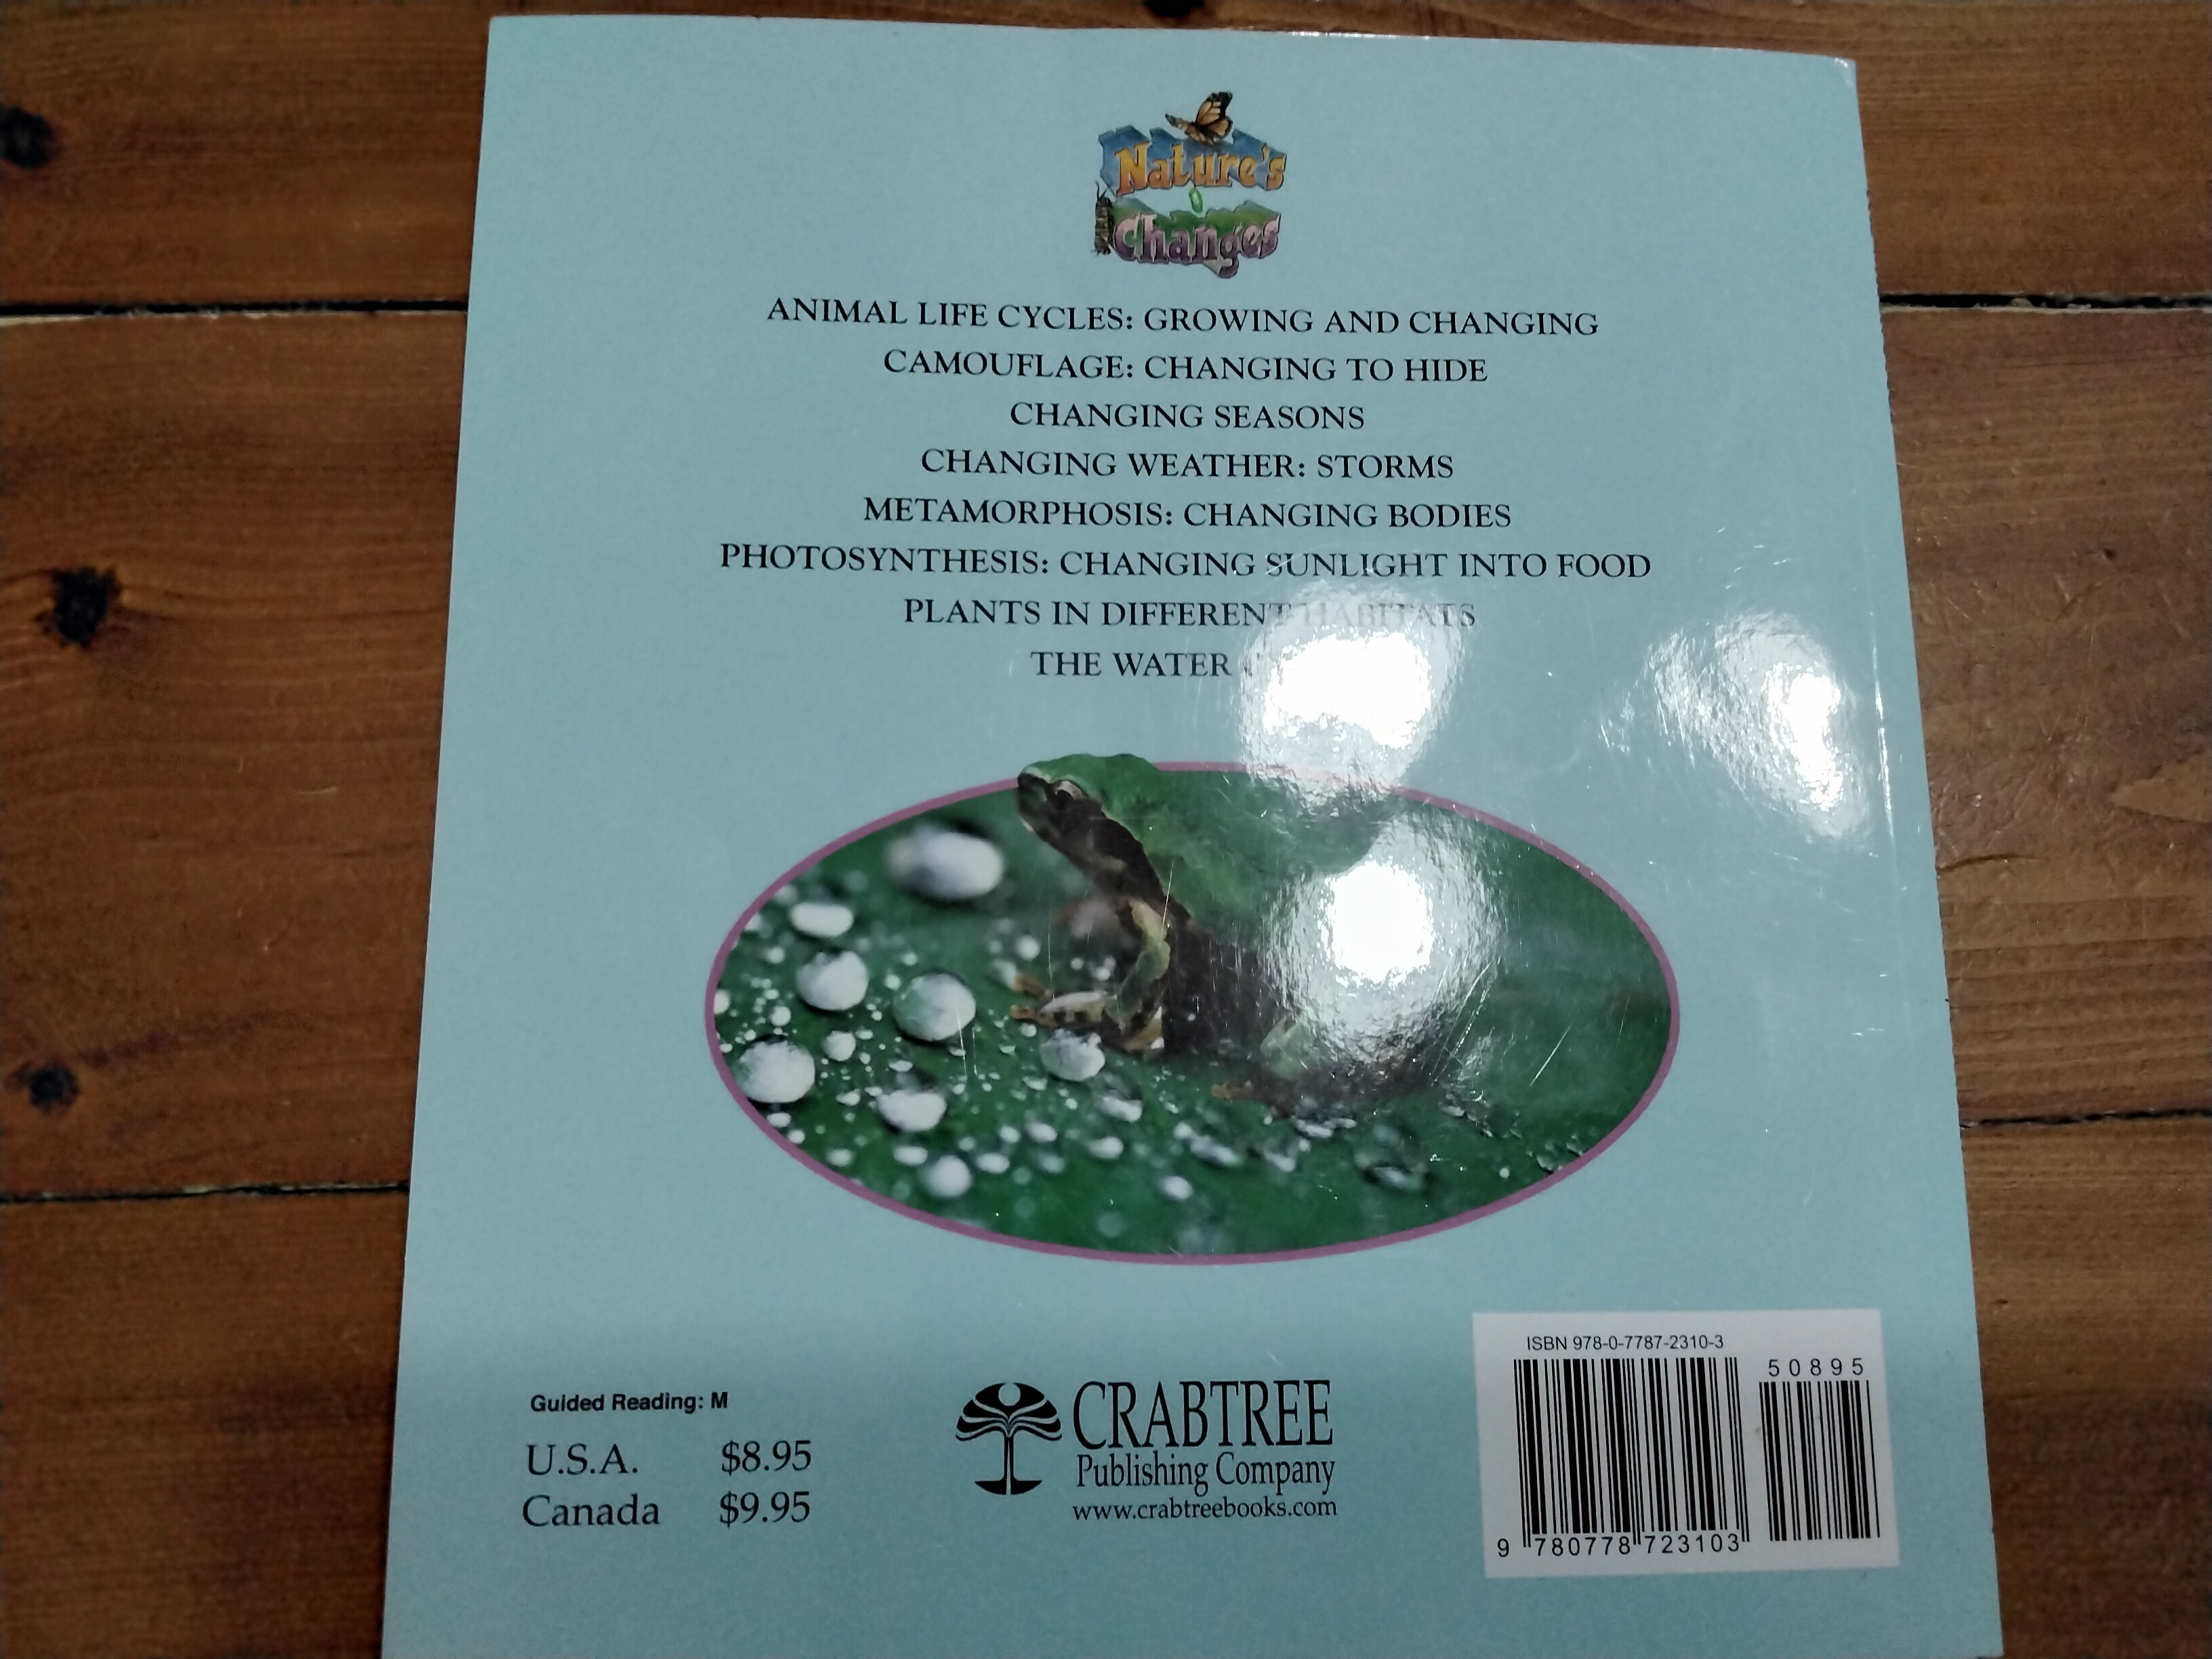 Nature's
Changes
ANIMAL LIFE CYCLES: GROWING AND CHANGING
CAMOUFLAGE: CHANGING TO HIDE
CHANGING SEASONS
CHANGING WEATHER: STORMS
METAMORPHOSIS: CHANGING BODIES
PHOTOSYNTHESIS: CHANGING SUNLIGHT INTO FOOD
PLANTS IN DIFFERENT HABITATS
THE WATER
Guided Reading: M
U.S.A. $8.95
Canada $9.95
CRABTREE
Publishing Company
www.crabtreebooks.com
ISBN 978-0-7787-2310-3
50895
9 780778 723103